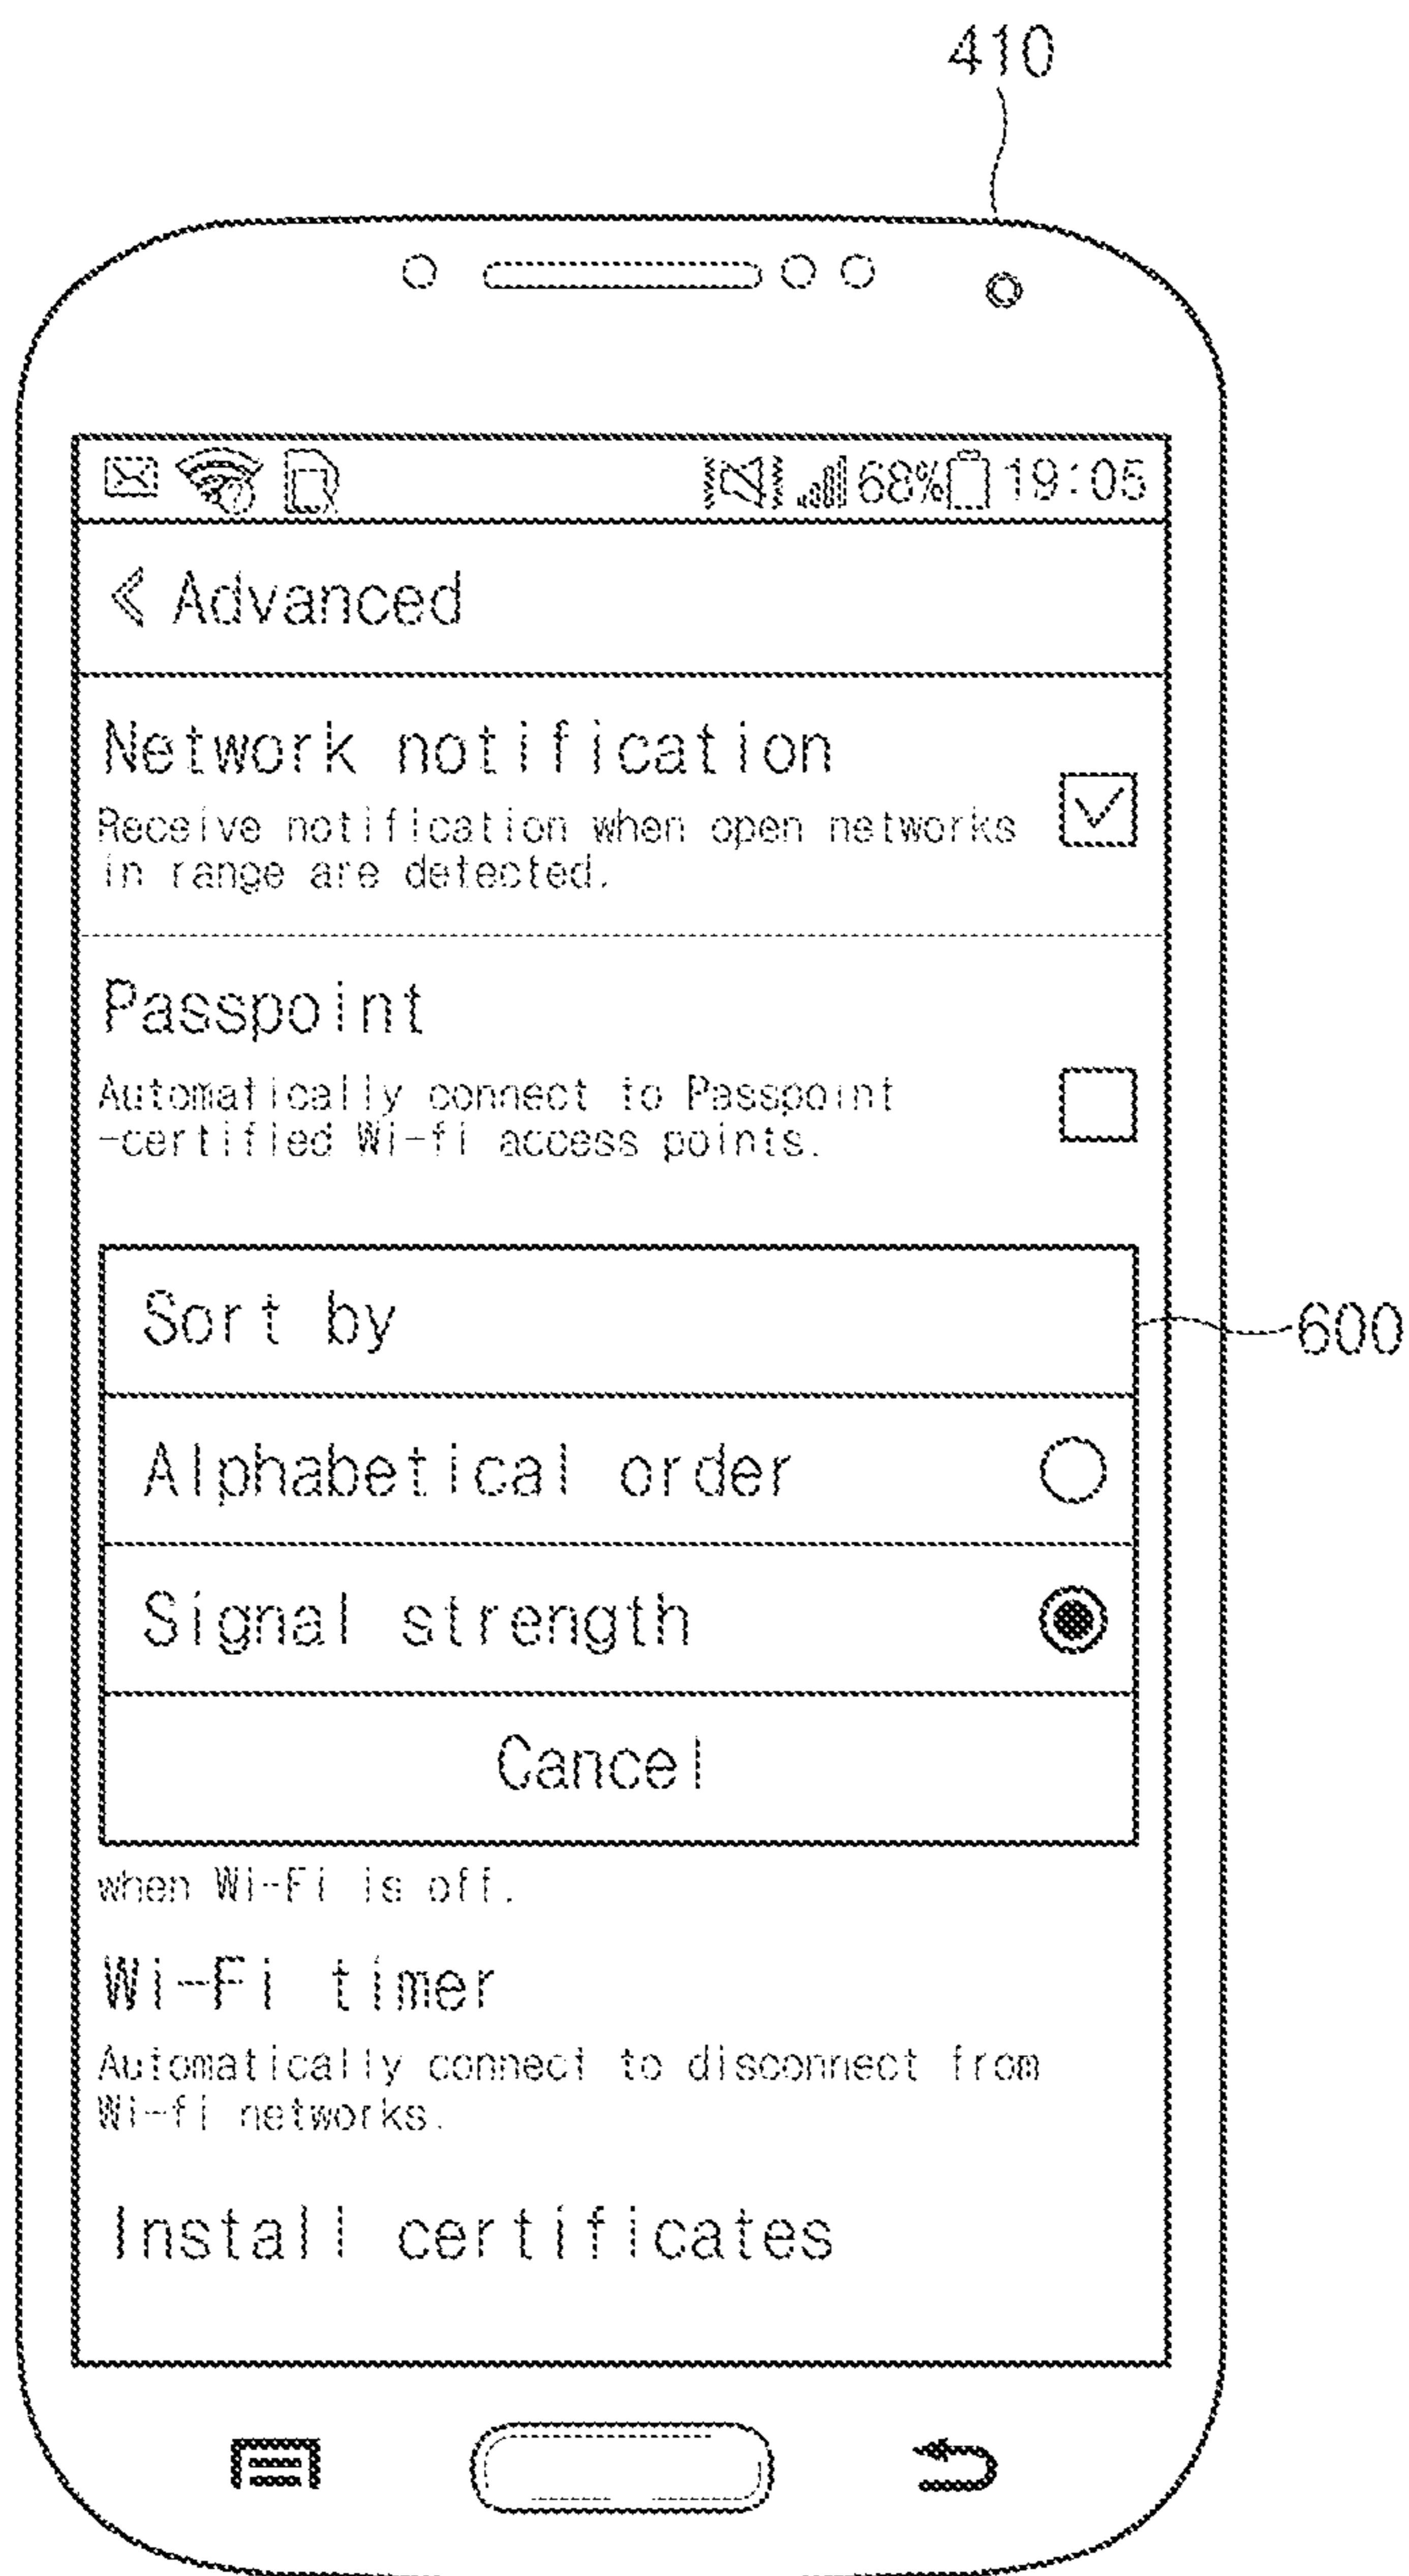 410
68% 19:05
Advanced
Network notification
Receive notification when open networks
in range are detected.
Passpoint
Automatically connect to Passpoint
-certified Wi-fi access points.
Sort by
600
Alphabetical order
Signal strength
Cancel
when Wi-Fi is off.
Wi-Fi timer
Automatically connect to disconnect from
Wi-fi networks.
Install certificates